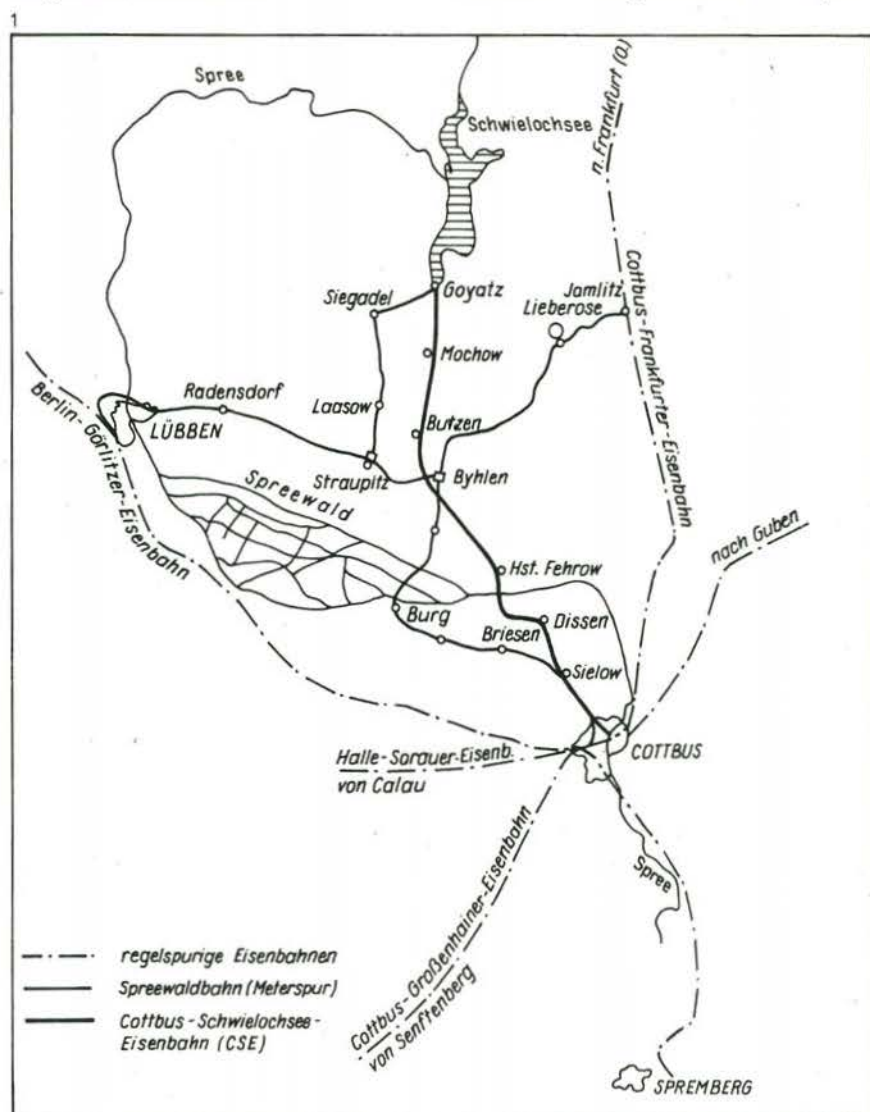 1
Spree
Schwielochsee
n. Frankfurt (O.)
Cottbus-Frankfurter-Eisenbahn
Goyatz
Siegadel
Jamlitz
Lieberose
Mochow
Radensdorf
Laasow
Butzen
LÜBBEN
Straupitz
Byhlen
Berlin-Görlitzer-Eisenbahn
Spreewald
nach Guben
Hst. Fehrow
Burg
Briesen
Dissen
Sielow
Halle-Sorauer-Eisenb.
von Calau
COTTBUS
Spree
Cottbus-Großenhainer-Eisenbahn
von Senftenberg
regelspurige Eisenbahnen
Spreewaldbahn (Meterspur)
Cottbus-Schwielochsee-
Eisenbahn (CSE)
SPREMBERG